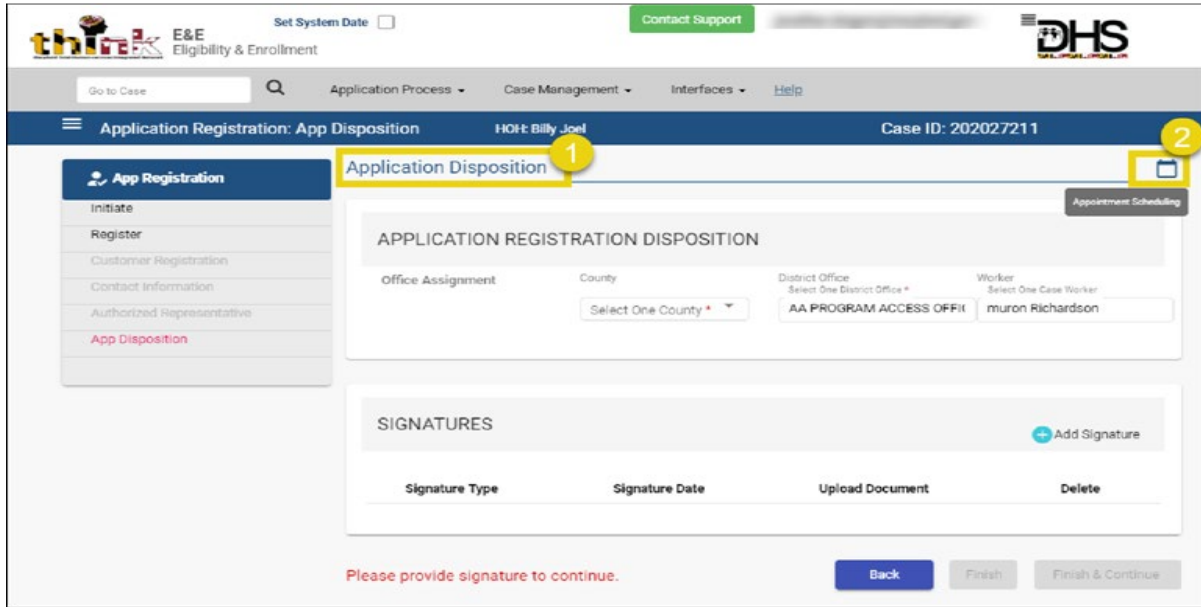 Set System Date
Contact Support
think
E&E
Eligibility & Enrollment
DHS
Go to Case
Application Process
Case Management
Interfaces
Help
Application Registration: App Disposition
HOH: Billy Joel
Case ID: 202027211
1
2
App Registration
Application Disposition
Appointment Scheduling
Initiate
Register
Customer Registration
Contact Information
Authorized Representative
App Disposition
APPLICATION REGISTRATION DISPOSITION
Office Assignment
County
Select One County *
District Office
Select One District Office *
AA PROGRAM ACCESS OFFI
Worker
Select One Case Worker
muron Richardson
SIGNATURES
Add Signature
Signature Type Signature Date Upload Document Delete
Please provide signature to continue.
Back
Finish
Finish & Continue